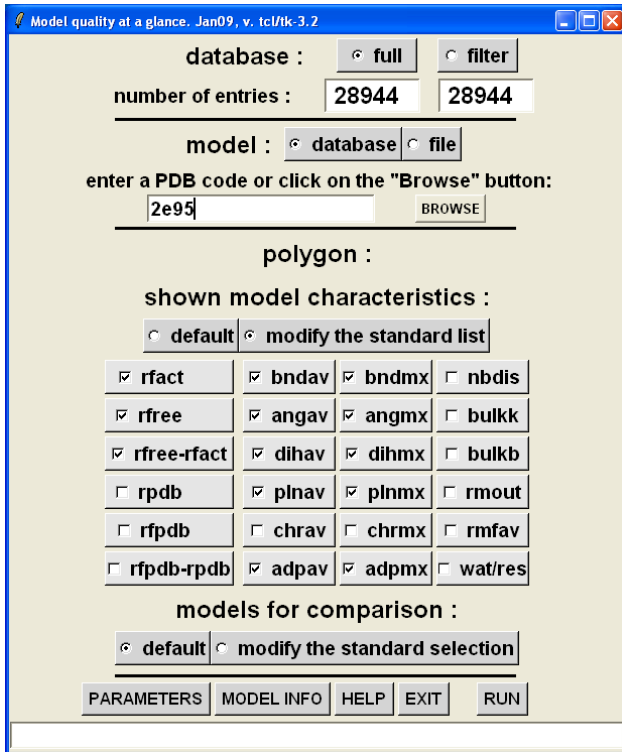 Model quality at a glance. Jan09, v. tcl/tk-3.2
database : full filter
number of entries : 28944 28944
model : database file
enter a PDB code or click on the "Browse" button:
2e95 BROWSE
polygon :
shown model characteristics :
default modify the standard list
rfact bndav bndmx nbdis
rfree angav angmx bulkk
rfree-rfact dihav dihmx bulkb
rpdb plnav plnmx rmout
rfpdb chrav chrmx rmfav
rfpdb-rpdb adpav adpmx wat/res
models for comparison :
default modify the standard selection
PARAMETERS MODEL INFO HELP EXIT RUN